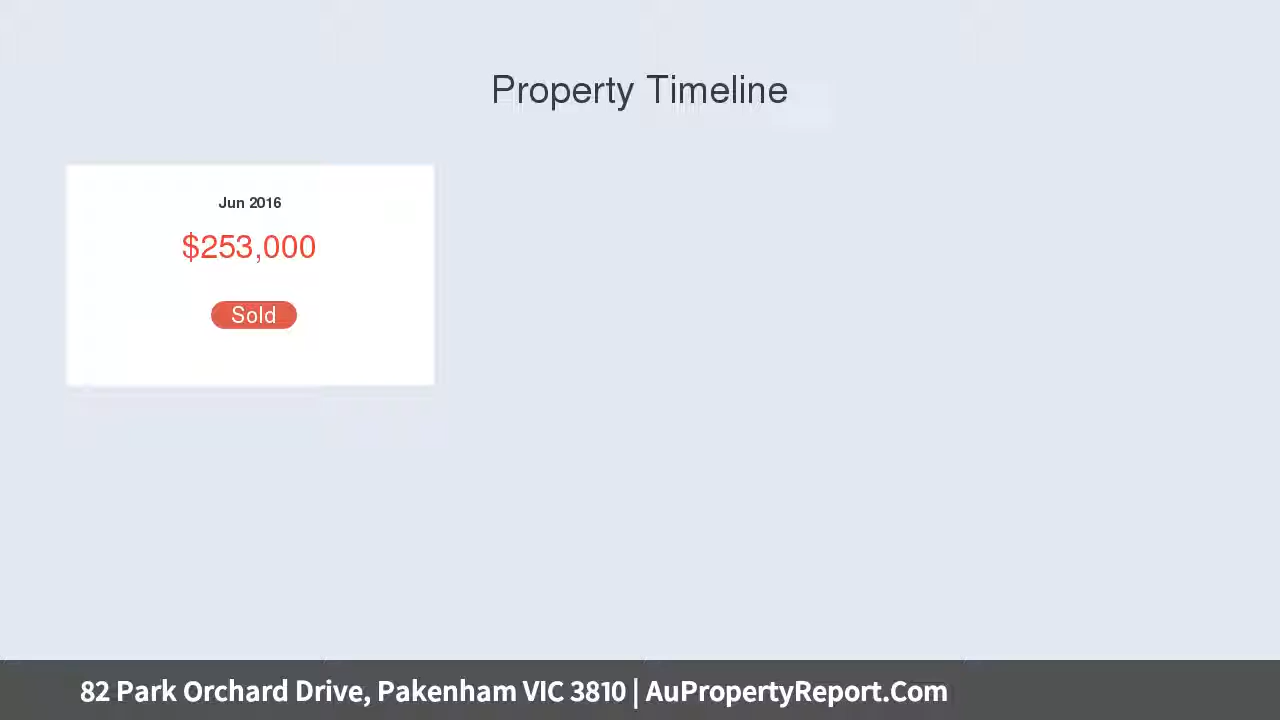 Property Timeline
Jun 2016
$253,000
Sold
82 Park Orchard Drive, Pakenham VIC 3810 | AuPropertyReport.Com